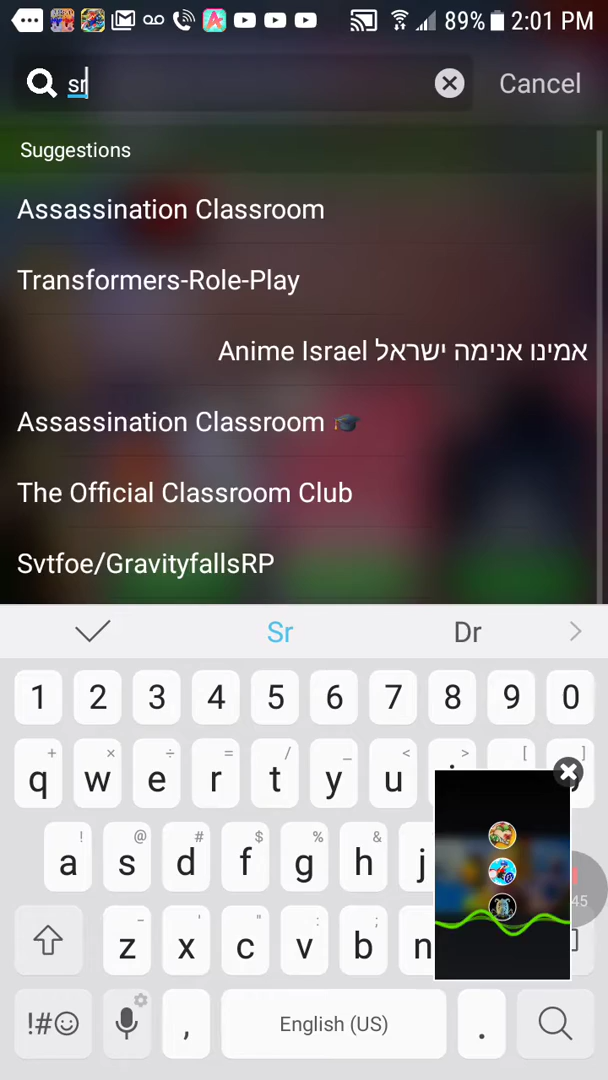 89% 2:01 PM
sr Cancel
Suggestions
Assassination Classroom
Transformers-Role-Play
Anime Israel אמינו אנימה ישראל
Assassination Classroom 🎓
The Official Classroom Club
Svtfoe/GravityfallsRP
Sr Dr
1 2 3 4 5 6 7 8 9 0
+ × ÷ = / _ < > [ ]
q w e r t y u
! @ # $ % ^ &
a s d f g h j
45
- ' " : ;
z x c v b n
!#☺ , English (US) .